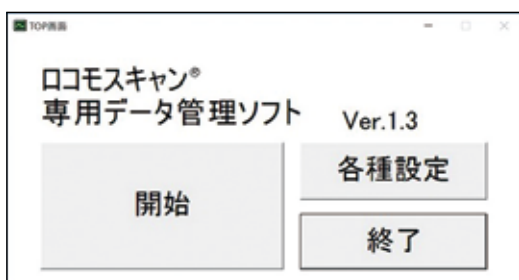 TOP画面
ロコモスキャン®
専用データ管理ソフト
Ver.1.3
開始
各種設定
終了